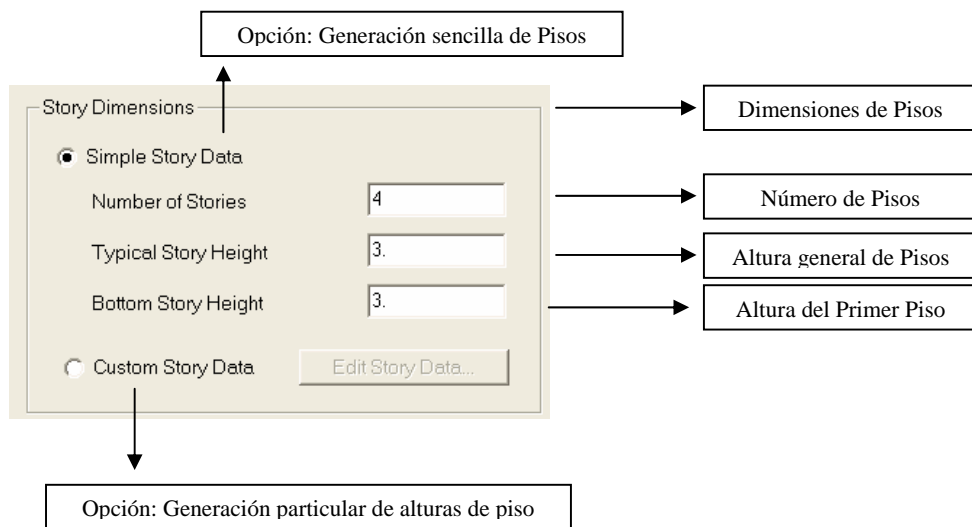 Opción: Generación sencilla de Pisos
Story Dimensions
Dimensiones de Pisos
Simple Story Data
Number of Stories
4
Número de Pisos
Typical Story Height
3.
Altura general de Pisos
Bottom Story Height
3.
Altura del Primer Piso
Custom Story Data
Edit Story Data...
Opción: Generación particular de alturas de piso